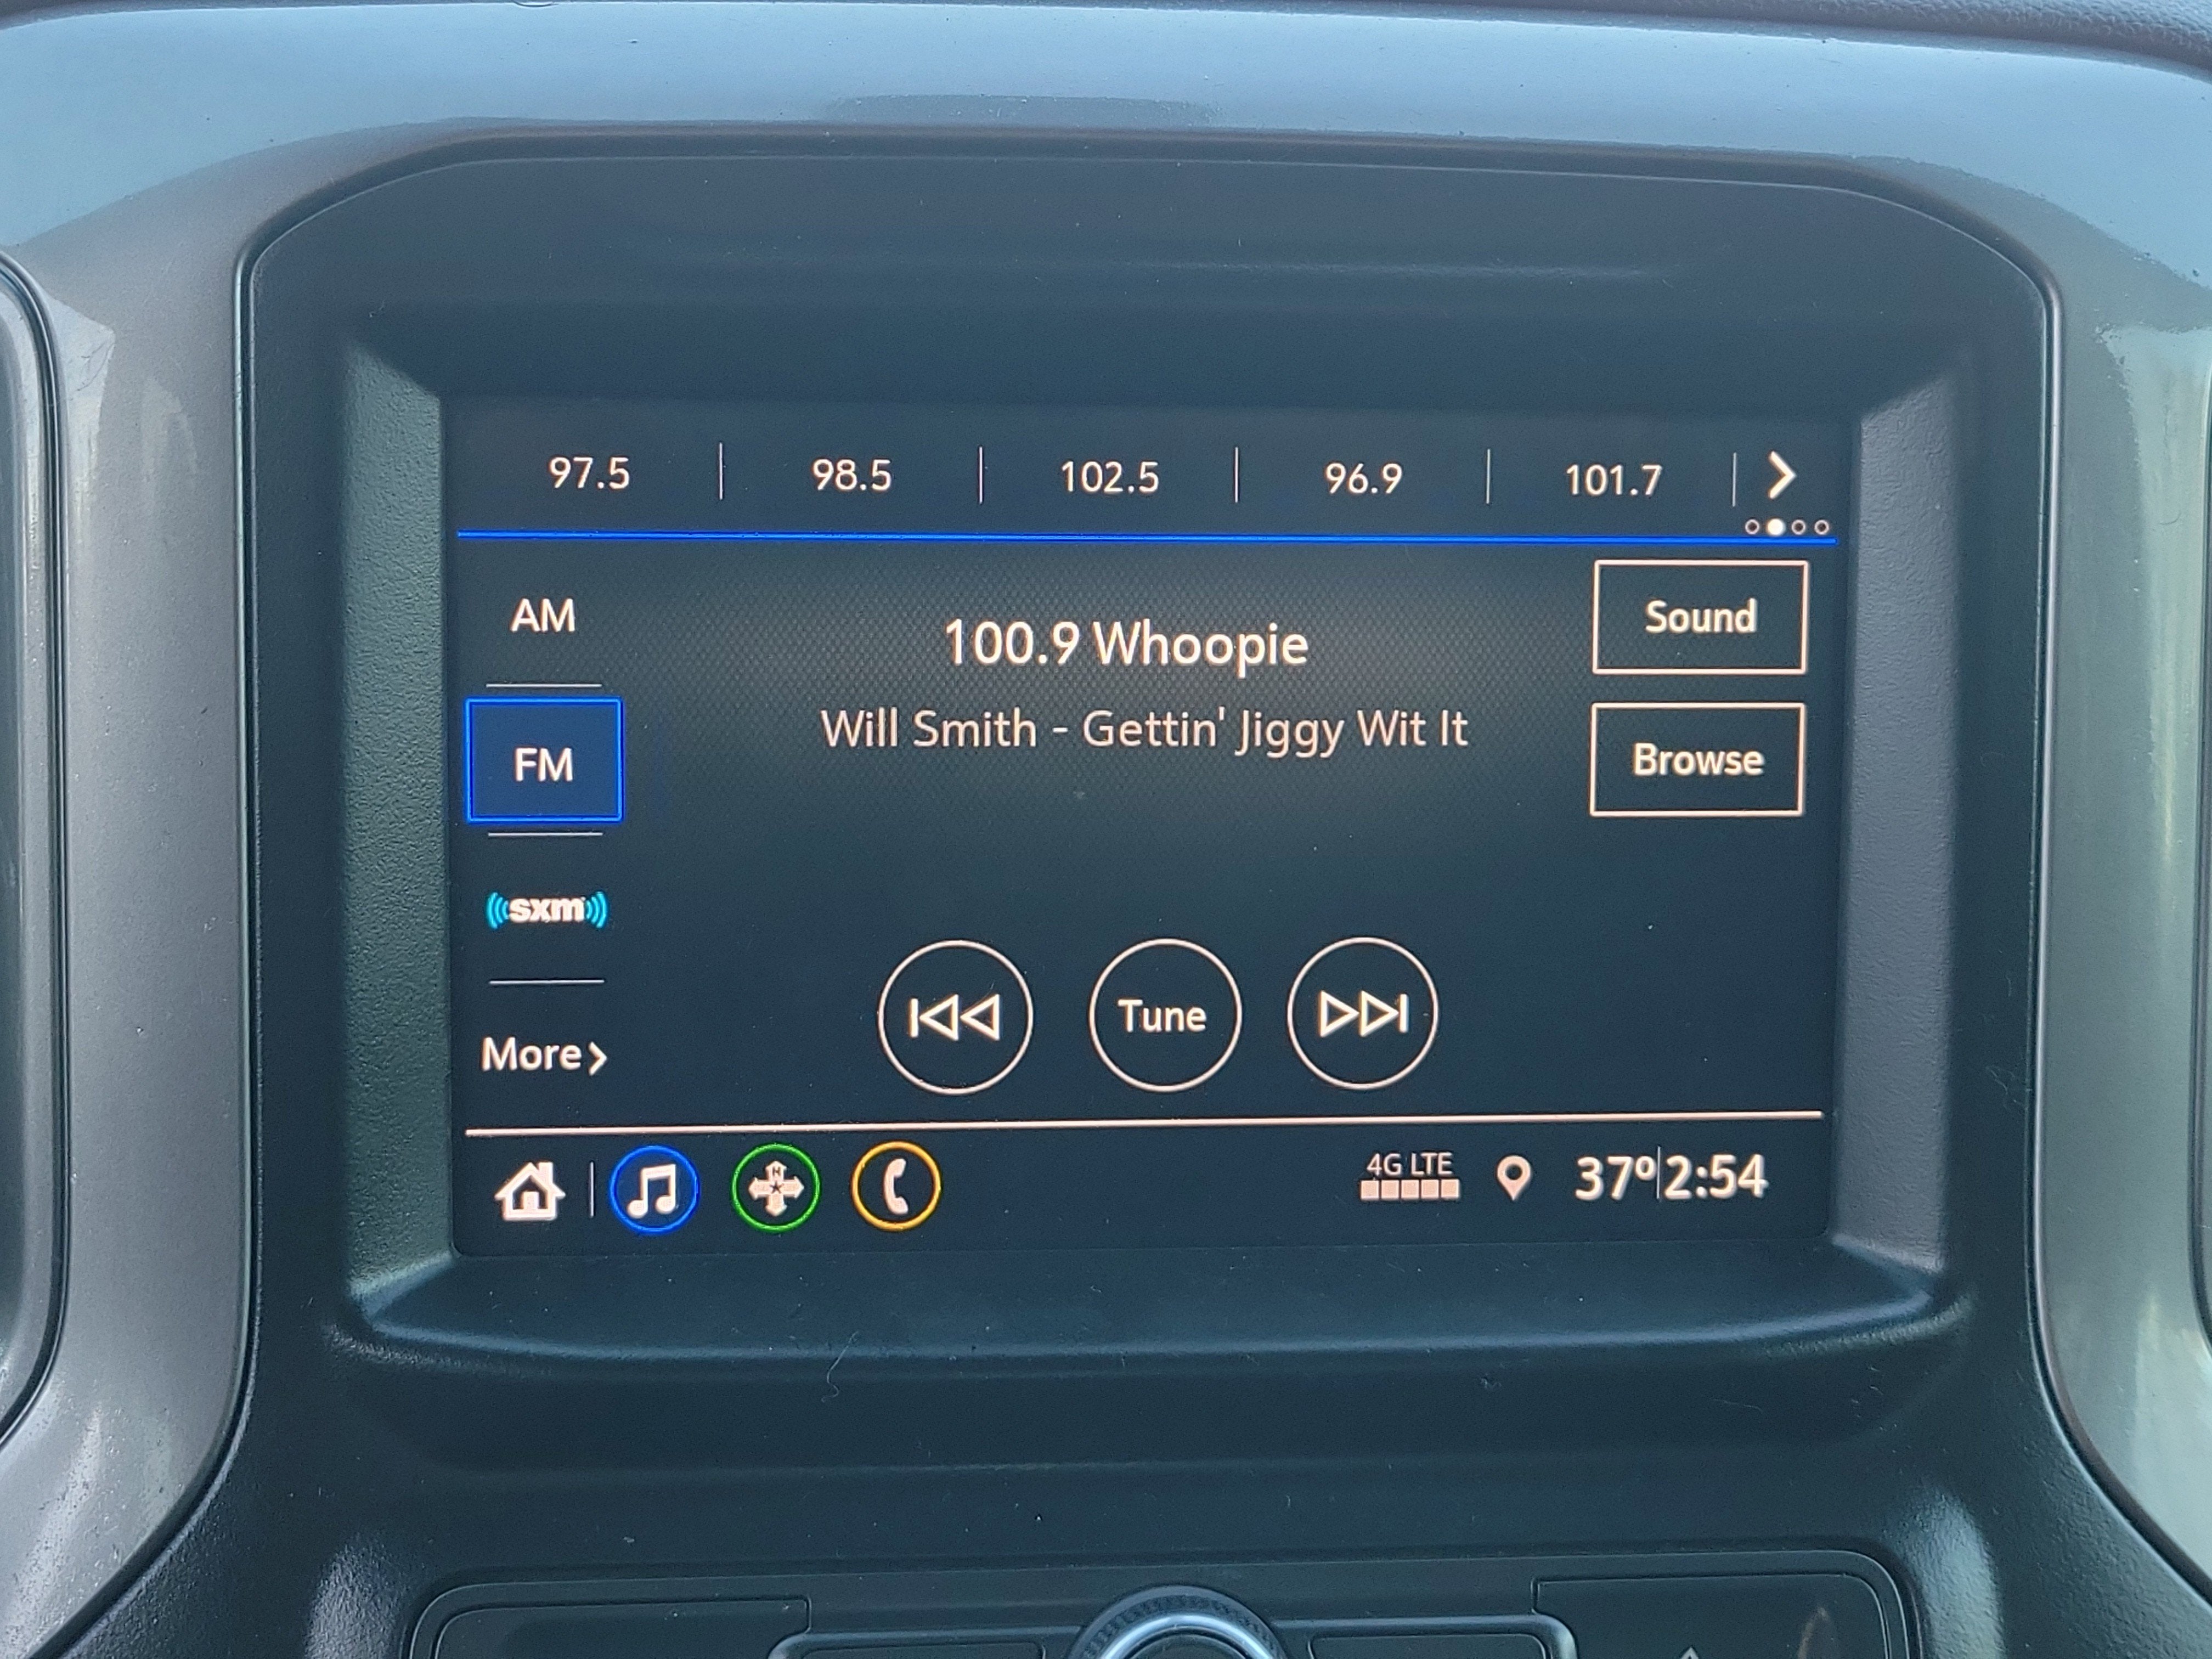 97.5 98.5 102.5 96.9 101.7
AM
100.9 Whoopie
Sound
Will Smith - Gettin' Jiggy Wit It
FM
Browse
sxm
Tune
More
N
4G LTE
37° 2:54